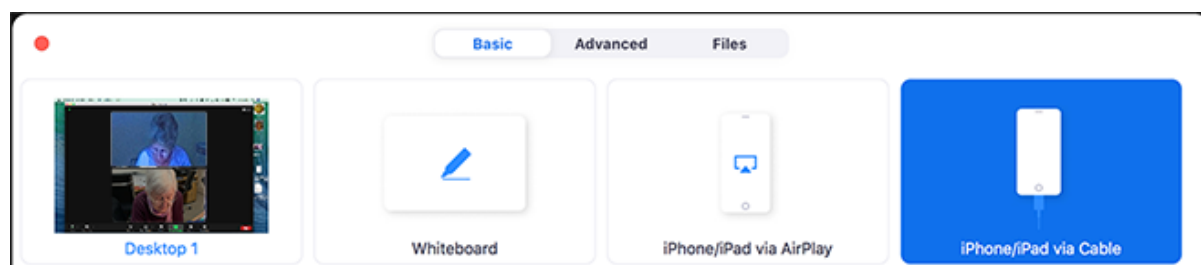 Basic Advanced Files
Desktop 1 Whiteboard iPhone/iPad via AirPlay iPhone/iPad via Cable